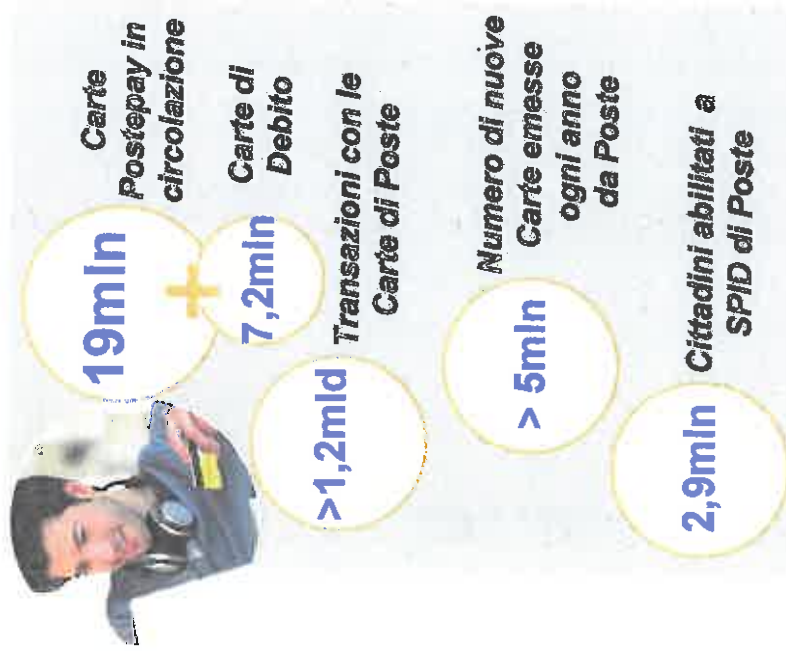 19mln
Carte
Postepay in
circolazione
+
7,2mln
Carte di
Debito
>1,2mld
Transazioni con le
Carte di Poste
> 5mln
Numero di nuove
Carte emesse
ogni anno
da Poste
2,9mln
Cittadini abilitati a
SPID di Poste